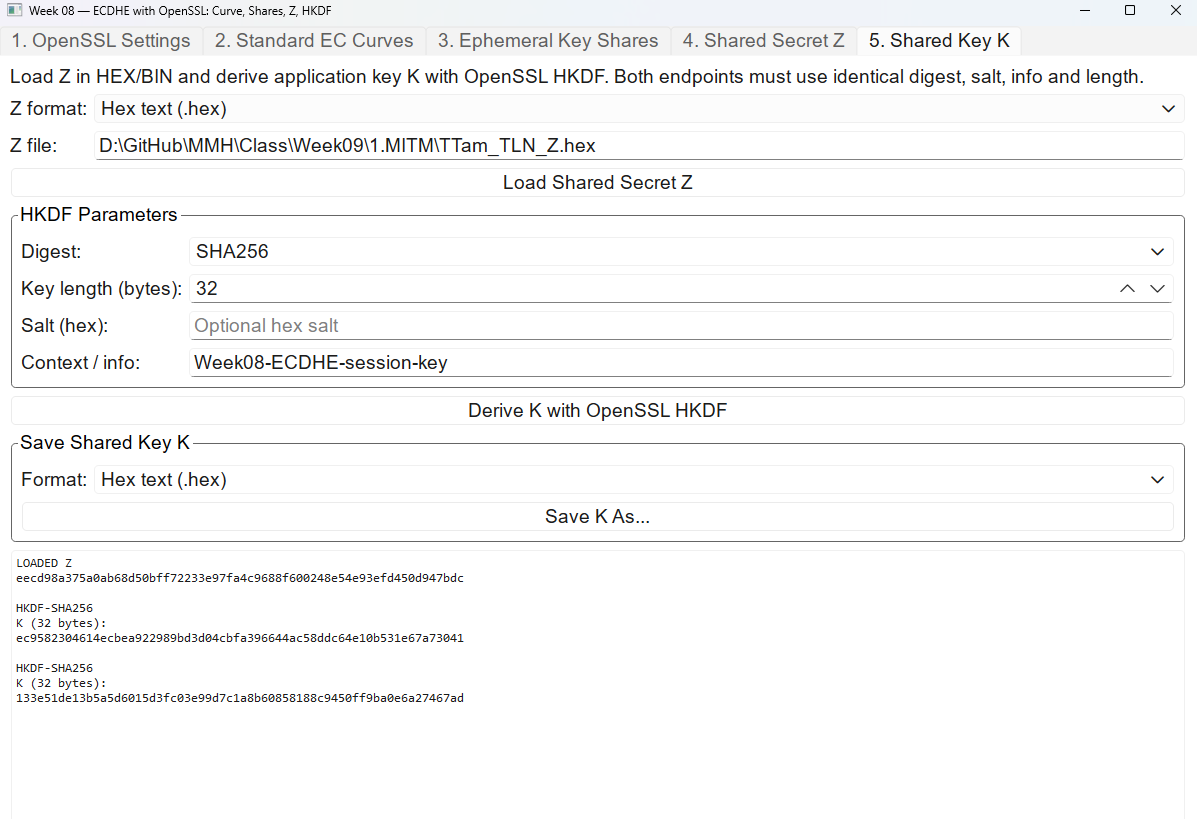 Week 08 — ECDHE with OpenSSL: Curve, Shares, Z, HKDF
1. OpenSSL Settings 2. Standard EC Curves 3. Ephemeral Key Shares 4. Shared Secret Z 5. Shared Key K
Load Z in HEX/BIN and derive application key K with OpenSSL HKDF. Both endpoints must use identical digest, salt, info and length.
Z format: Hex text (.hex)
Z file: D:\GitHub\MMH\Class\Week09\1.MITM\TTam_TLN_Z.hex
Load Shared Secret Z
HKDF Parameters
Digest: SHA256
Key length (bytes): 32
Salt (hex): Optional hex salt
Context / info: Week08-ECDHE-session-key
Derive K with OpenSSL HKDF
Save Shared Key K
Format: Hex text (.hex)
Save K As...
LOADED Z
eecd98a375a0ab68d50bff72233e97fa4c9688f600248e54e93efd450d947bdc
HKDF-SHA256
K (32 bytes):
ec9582304614ecbea922989bd3d04cbfa396644ac58ddc64e10b531e67a73041
HKDF-SHA256
K (32 bytes):
133e51de13b5a5d6015d3fc03e99d7c1a8b60858188c9450ff9ba0e6a27467ad